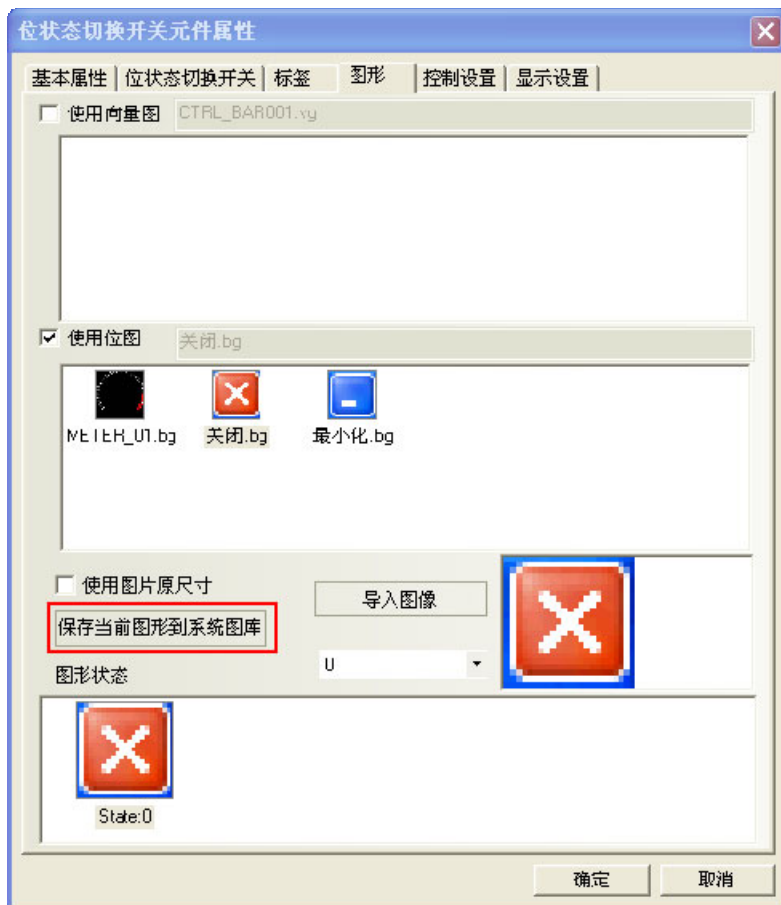 位状态切换开关元件属性
基本属性 位状态切换开关 标签 图形 控制设置 显示设置
使用向量图 CTRL_BAR001.vg
使用位图 关闭.bg
METER_01.bg 关闭.bg 最小化.bg
使用图片原尺寸
导入图像
保存当前图形到系统图库
图形状态
0
State:0
确定 取消